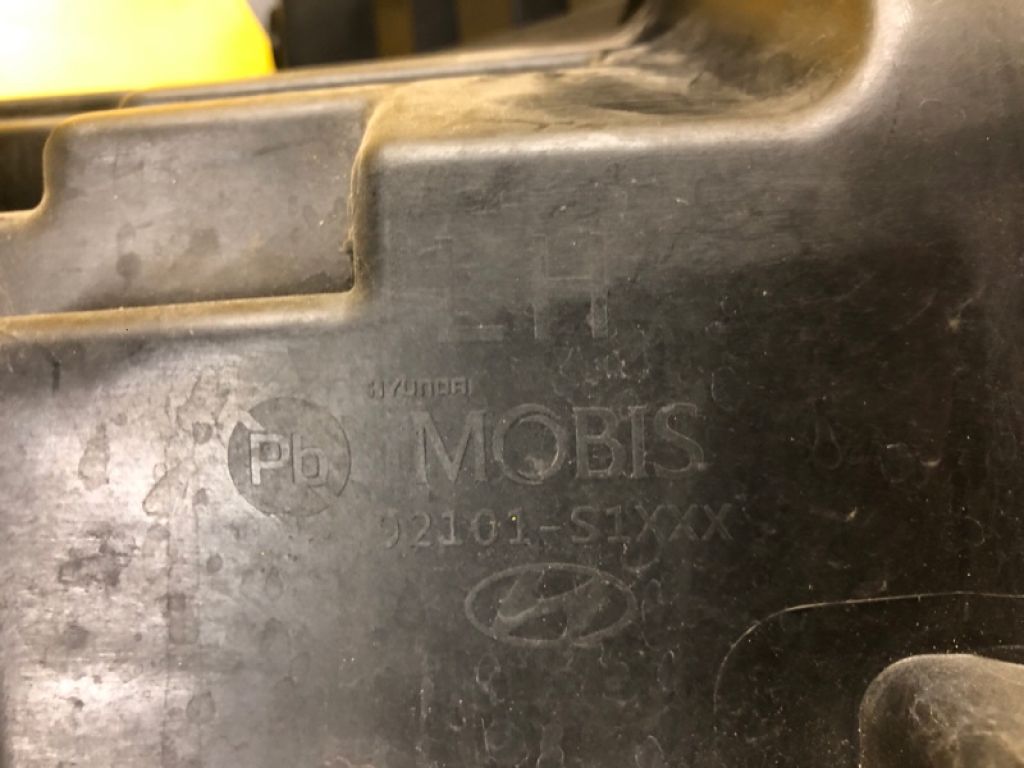 LH
HYUNDAI
Pb MOBIS
92101-S1XXX